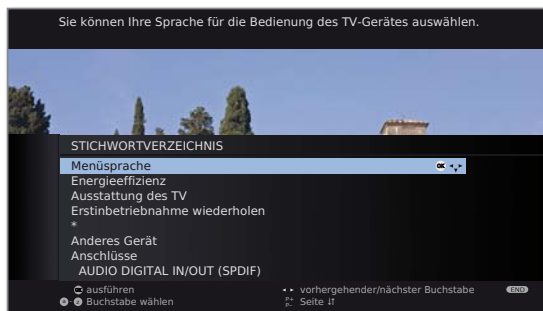 Sie können Ihre Sprache für die Bedienung des TV-Gerätes auswählen.
STICHWORTVERZEICHNIS
Menüsprache OK
Energieeffizienz
Ausstattung des TV
Erstinbetriebnahme wiederholen
*
Anderes Gerät
Anschlüsse
AUDIO DIGITAL IN/OUT (SPDIF)
ausführen vorhergehender/nächster Buchstabe END
Buchstabe wählen P+ P- Seite